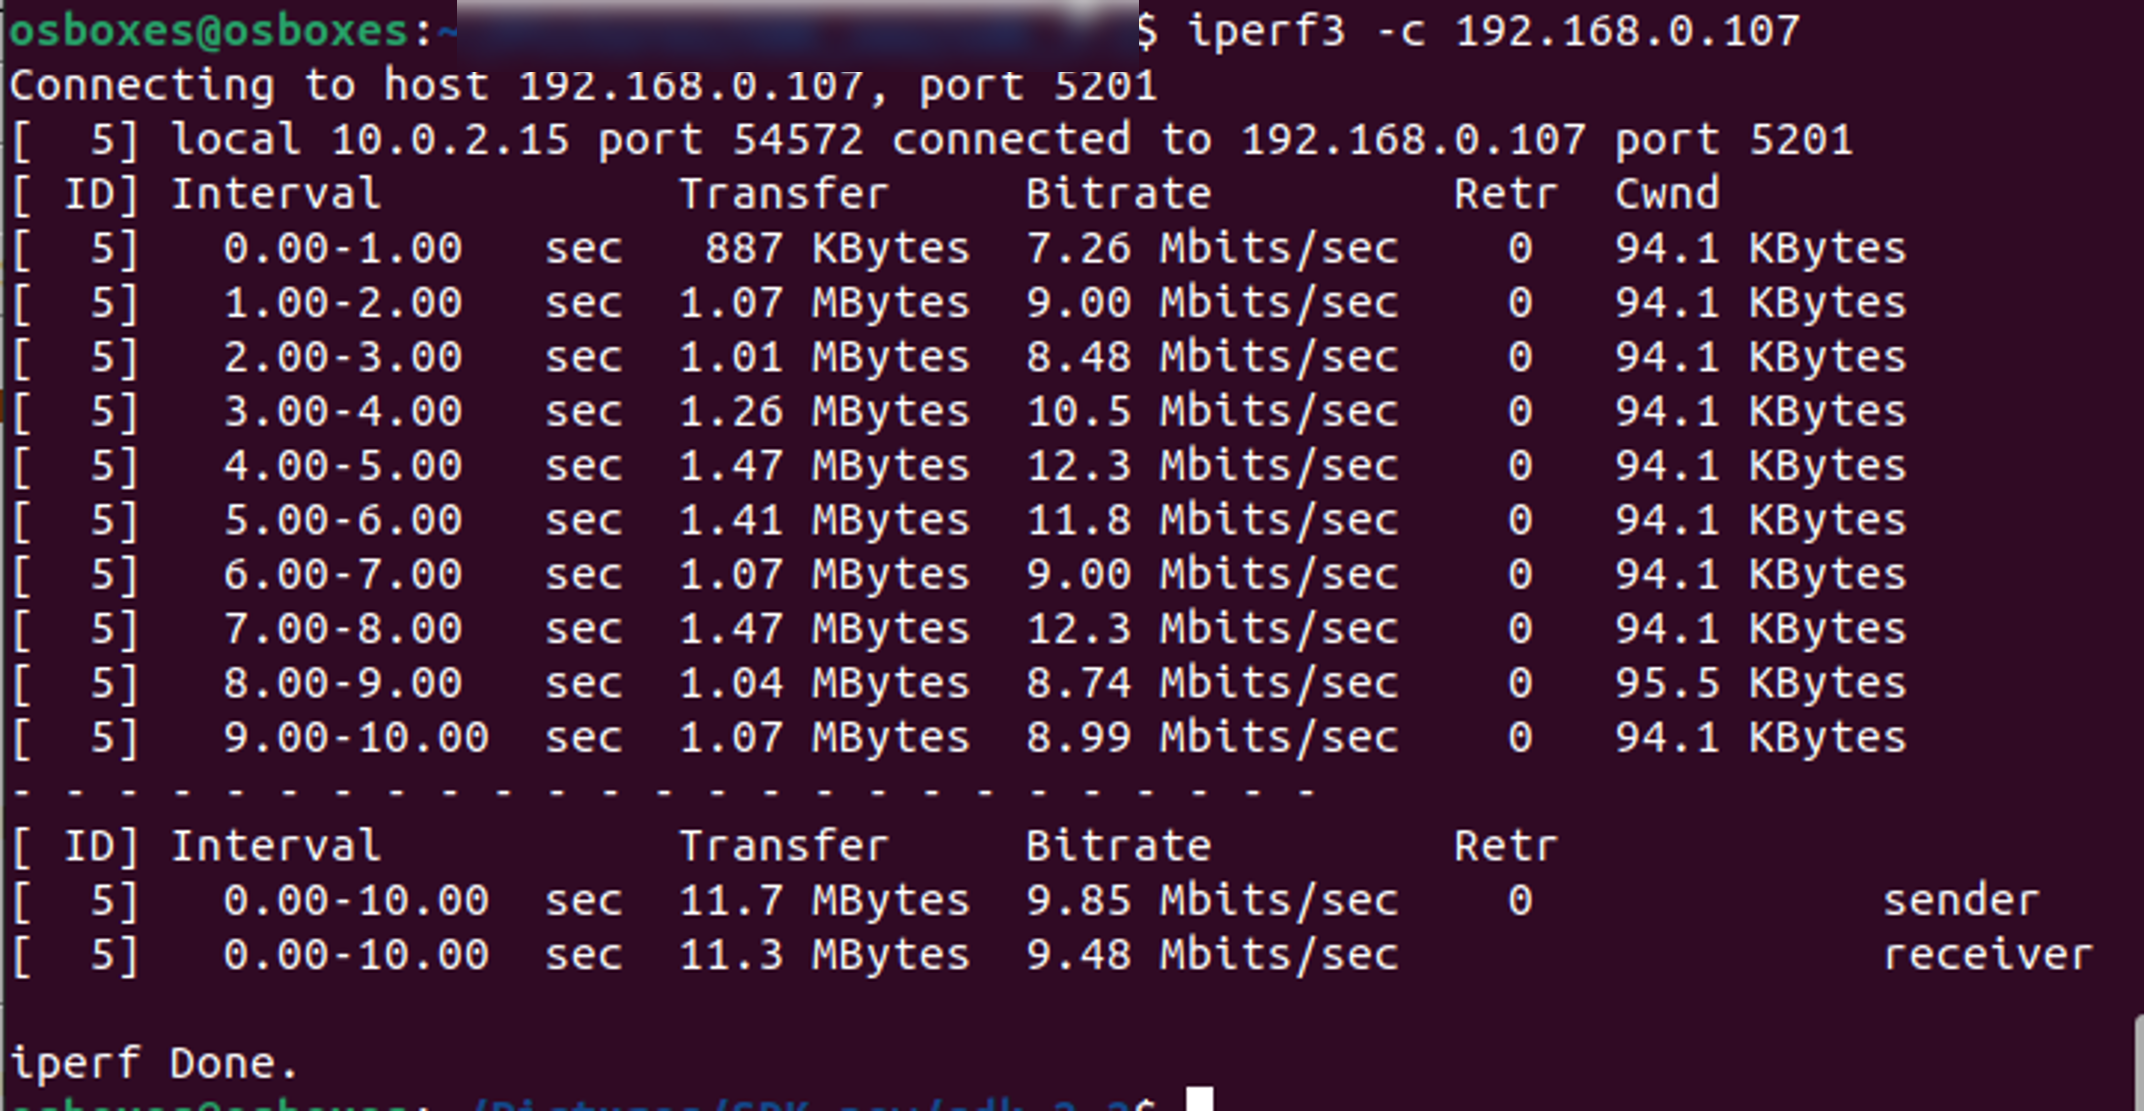 osboxes@osboxes:~ $ iperf3 -c 192.168.0.107
Connecting to host 192.168.0.107, port 5201
[  5] local 10.0.2.15 port 54572 connected to 192.168.0.107 port 5201
[ ID] Interval           Transfer     Bitrate         Retr  Cwnd
[  5]   0.00-1.00   sec   887 KBytes  7.26 Mbits/sec    0   94.1 KBytes
[  5]   1.00-2.00   sec  1.07 MBytes  9.00 Mbits/sec    0   94.1 KBytes
[  5]   2.00-3.00   sec  1.01 MBytes  8.48 Mbits/sec    0   94.1 KBytes
[  5]   3.00-4.00   sec  1.26 MBytes  10.5 Mbits/sec    0   94.1 KBytes
[  5]   4.00-5.00   sec  1.47 MBytes  12.3 Mbits/sec    0   94.1 KBytes
[  5]   5.00-6.00   sec  1.41 MBytes  11.8 Mbits/sec    0   94.1 KBytes
[  5]   6.00-7.00   sec  1.07 MBytes  9.00 Mbits/sec    0   94.1 KBytes
[  5]   7.00-8.00   sec  1.47 MBytes  12.3 Mbits/sec    0   94.1 KBytes
[  5]   8.00-9.00   sec  1.04 MBytes  8.74 Mbits/sec    0   95.5 KBytes
[  5]   9.00-10.00  sec  1.07 MBytes  8.99 Mbits/sec    0   94.1 KBytes
- - - - - - - - - - - - - - - - - - - - - - - - -
[ ID] Interval           Transfer     Bitrate         Retr
[  5]   0.00-10.00  sec  11.7 MBytes  9.85 Mbits/sec    0             sender
[  5]   0.00-10.00  sec  11.3 MBytes  9.48 Mbits/sec                  receiver

iperf Done.
osboxes@osboxes: $